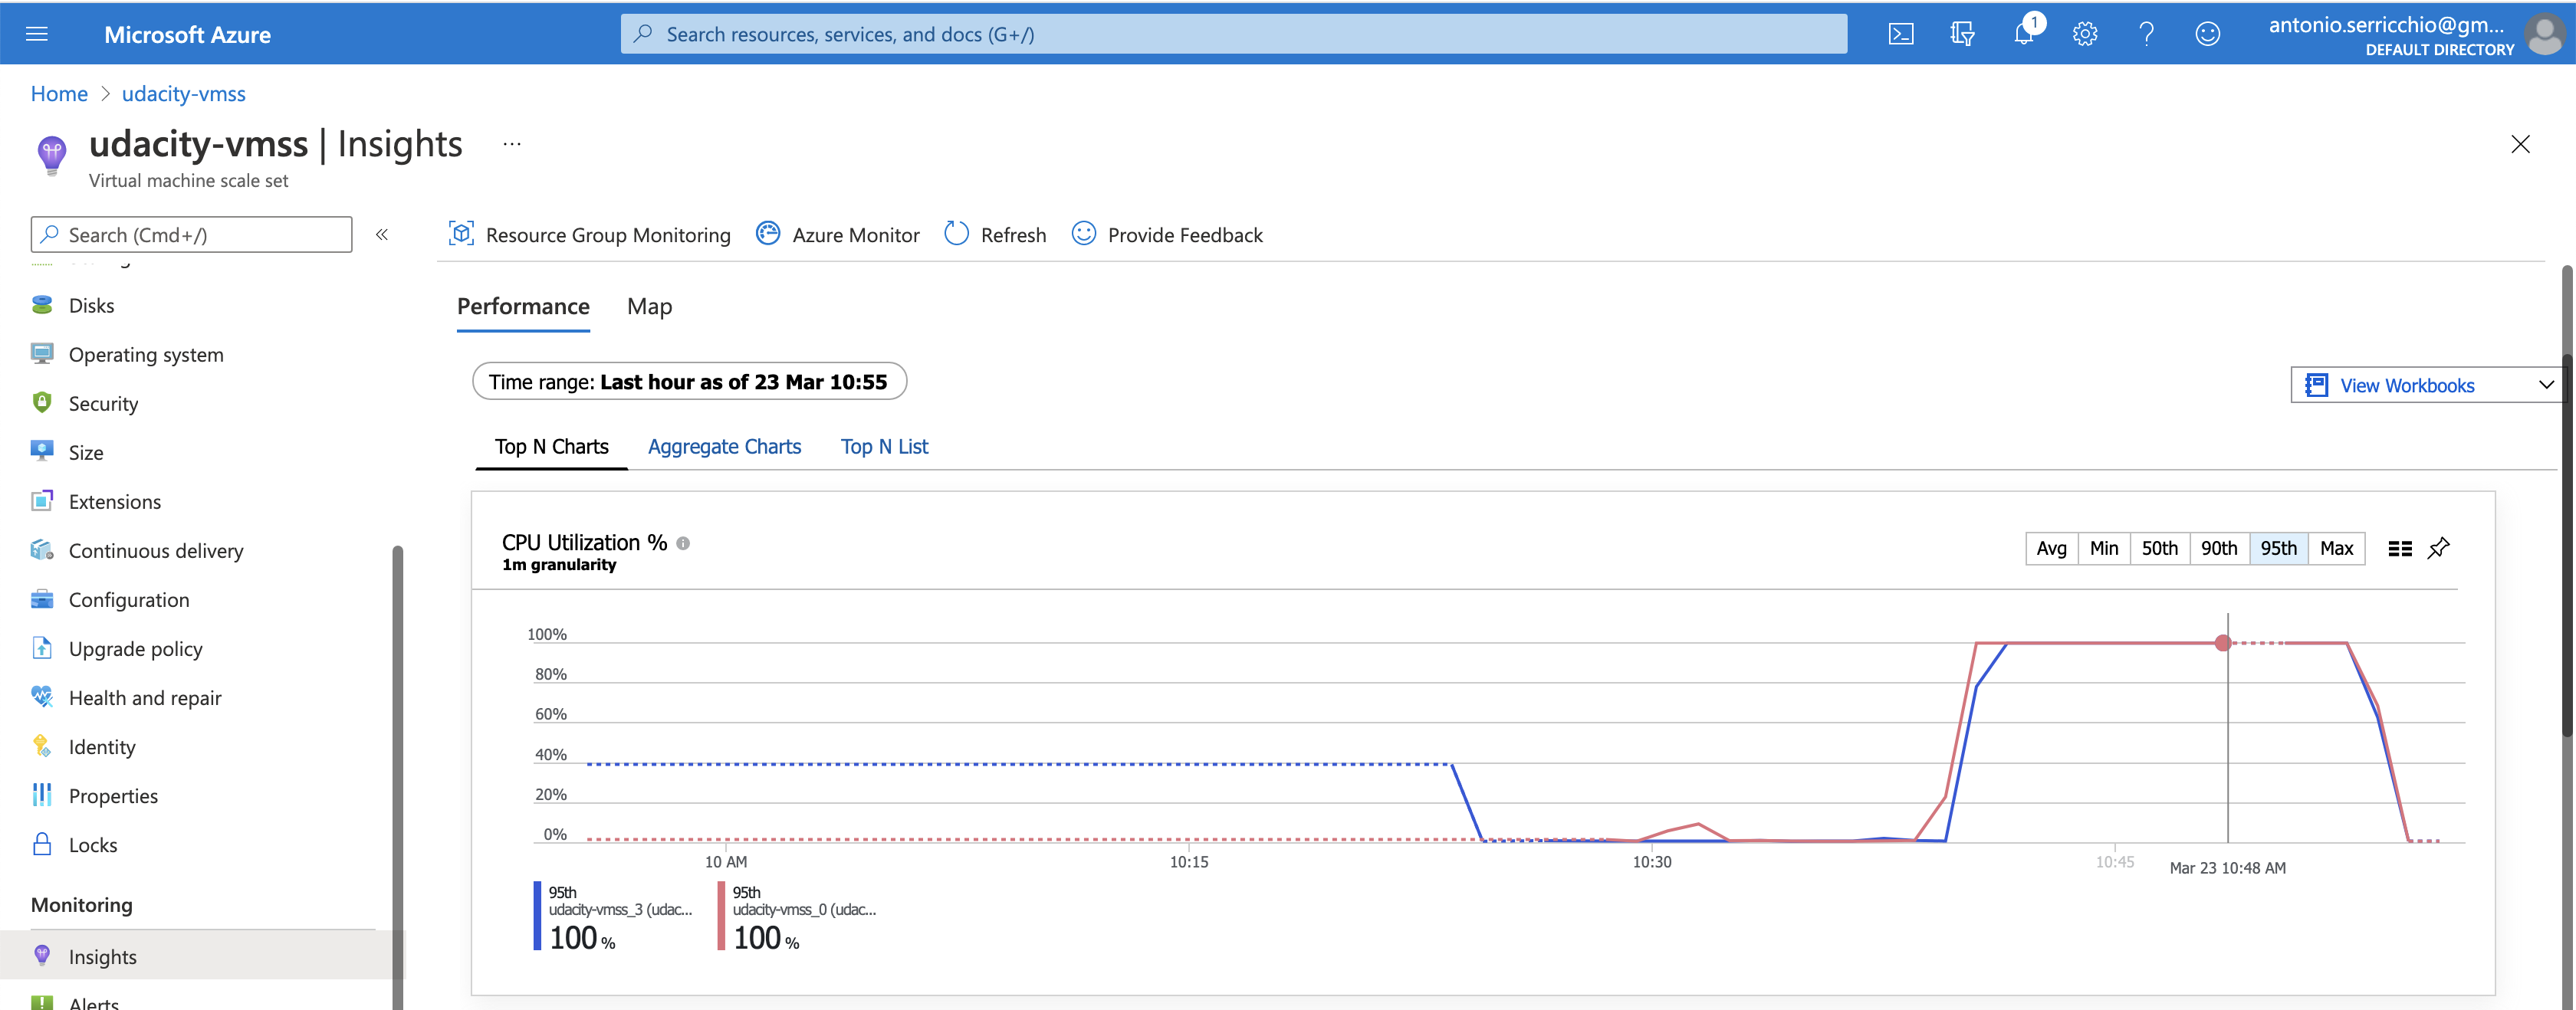 Microsoft Azure
Search resources, services, and docs (G+/)
1
antonio.serricchio@gm...
DEFAULT DIRECTORY
Home > udacity-vmss
udacity-vmss | Insights ...
Virtual machine scale set
Search (Cmd+/)
«
Resource Group Monitoring
Azure Monitor
Refresh
Provide Feedback
Disks
Operating system
Security
Size
Extensions
Continuous delivery
Configuration
Upgrade policy
Health and repair
Identity
Properties
Locks
Monitoring
Insights
Alerts
Performance
Map
Time range: Last hour as of 23 Mar 10:55
View Workbooks
Top N Charts
Aggregate Charts
Top N List
CPU Utilization %
1m granularity
Avg
Min
50th
90th
95th
Max
100%
80%
60%
40%
20%
0%
10 AM
10:15
10:30
10:45
Mar 23 10:48 AM
95th
udacity-vmss_3 (udac...
100 %
95th
udacity-vmss_0 (udac...
100 %